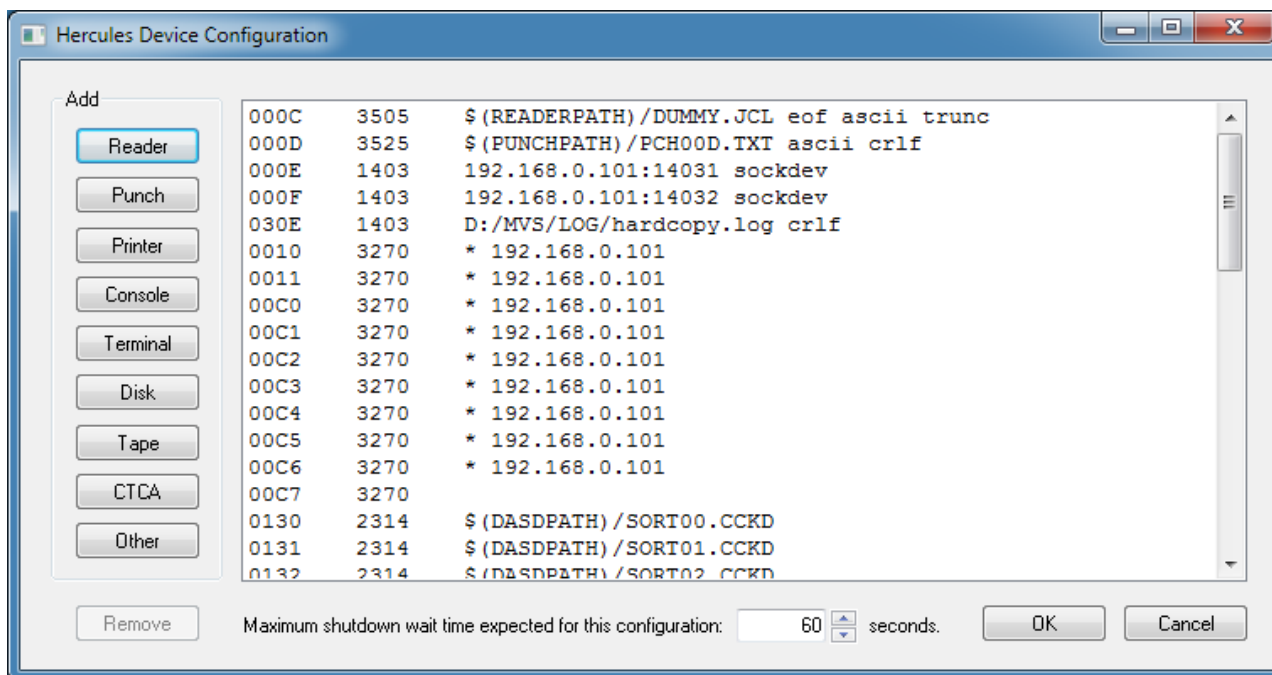 Hercules Device Configuration
Add
Reader
Punch
Printer
Console
Terminal
Disk
Tape
CTCA
Other
Remove
000C 3505 $(READERPATH)/DUMMY.JCL eof ascii trunc
000D 3525 $(PUNCHPATH)/PCH00D.TXT ascii crlf
000E 1403 192.168.0.101:14031 sockdev
000F 1403 192.168.0.101:14032 sockdev
030E 1403 D:/MVS/LOG/hardcopy.log crlf
0010 3270 * 192.168.0.101
0011 3270 * 192.168.0.101
00C0 3270 * 192.168.0.101
00C1 3270 * 192.168.0.101
00C2 3270 * 192.168.0.101
00C3 3270 * 192.168.0.101
00C4 3270 * 192.168.0.101
00C5 3270 * 192.168.0.101
00C6 3270 * 192.168.0.101
00C7 3270
0130 2314 $(DASDPATH)/SORT00.CCKD
0131 2314 $(DASDPATH)/SORT01.CCKD
0132 2314 $(DASDPATH)/SORT02.CCKD
Maximum shutdown wait time expected for this configuration: 60 seconds.
OK
Cancel